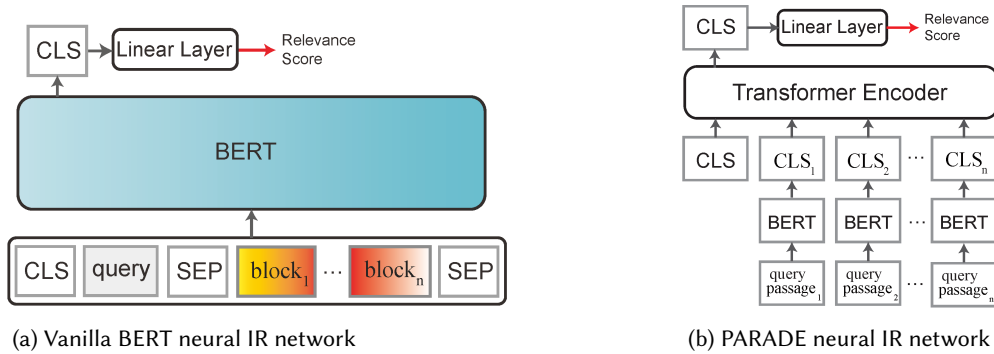 CLS
Linear Layer
Relevance
Score
BERT
CLS
query
SEP
block1
...
blockn
SEP
(a) Vanilla BERT neural IR network
CLS
Linear Layer
Relevance
Score
Transformer Encoder
CLS
CLS1
CLS2
...
CLSn
BERT
BERT
...
BERT
query
passage1
query
passage2
...
query
passagen
(b) PARADE neural IR network